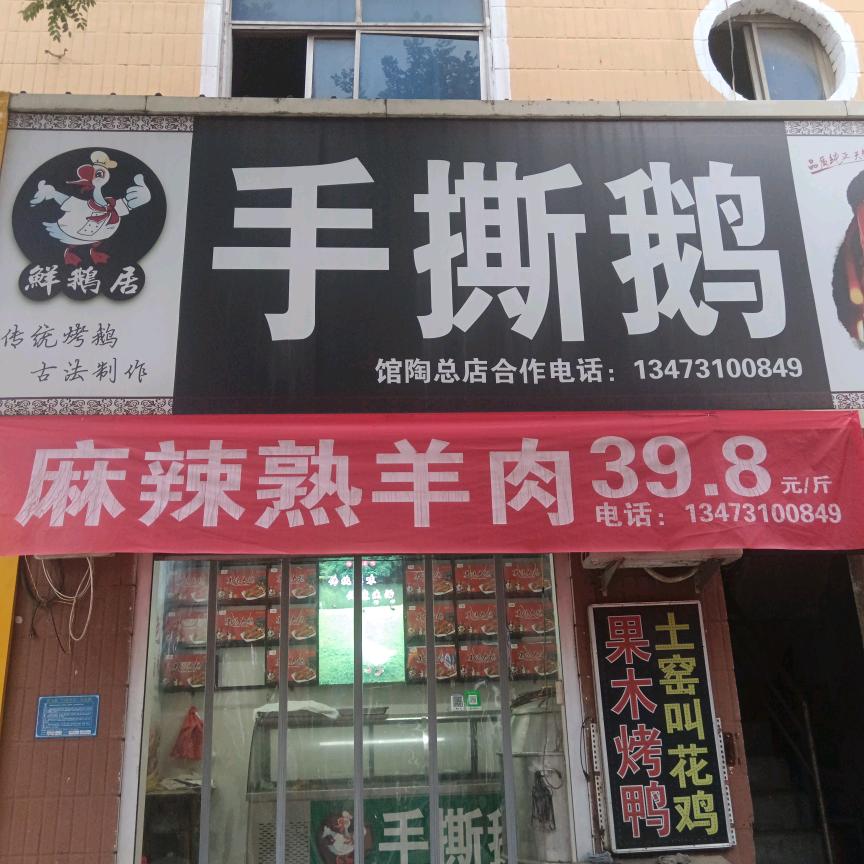 鮮鵝居
传统烤鹅
古法制作
手撕鹅
馆陶总店合作电话：13473100849
麻辣熟羊肉39.8元/斤
电话：13473100849
土窑叫花鸡
果木烤鸭
手撕鹅